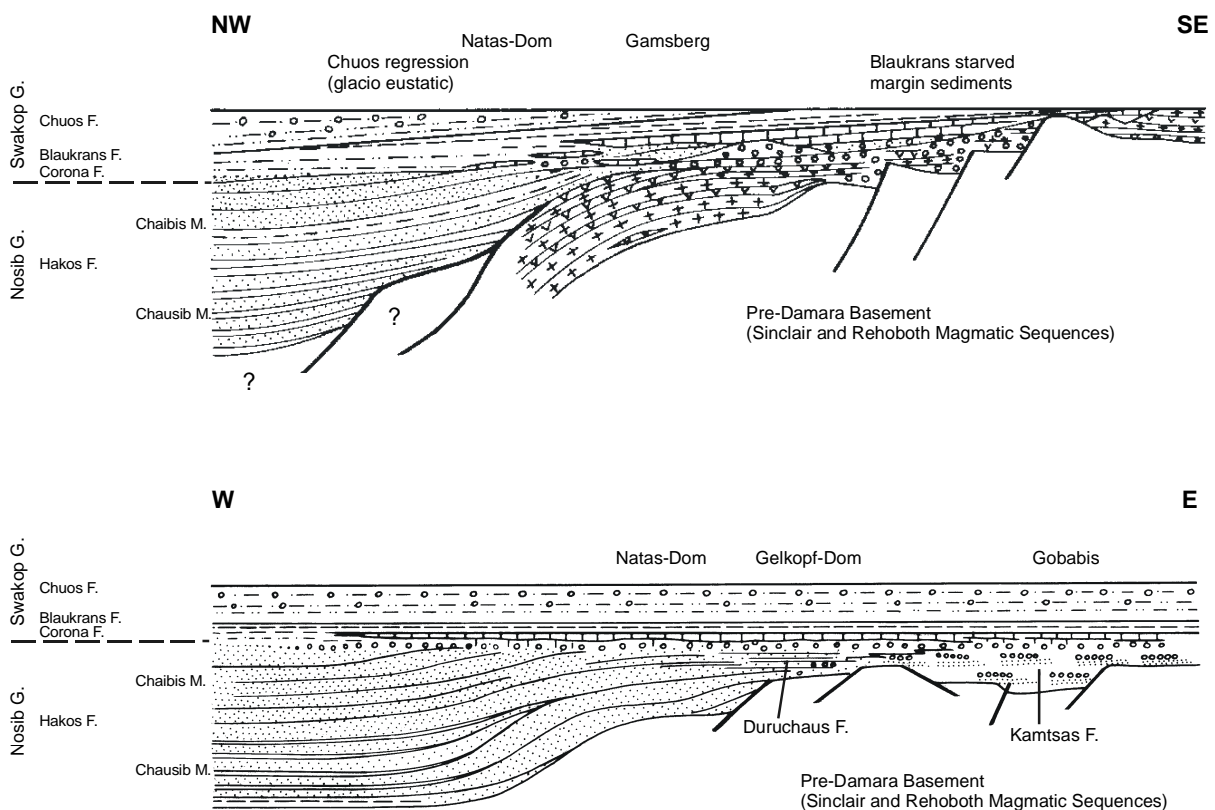 NW
SE
Natas-Dom
Gamsberg
Chuos regression
(glacio eustatic)
Blaukrans starved
margin sediments
Swakop G.
Chuos F.
Blaukrans F.
Corona F.
Nosib G.
Chaibis M.
Hakos F.
Chausib M.
?
?
Pre-Damara Basement
(Sinclair and Rehoboth Magmatic Sequences)
W
E
Natas-Dom
Gelkopf-Dom
Gobabis
Swakop G.
Chuos F.
Blaukrans F.
Corona F.
Nosib G.
Chaibis M.
Hakos F.
Chausib M.
Duruchaus F.
Kamtsas F.
Pre-Damara Basement
(Sinclair and Rehoboth Magmatic Sequences)